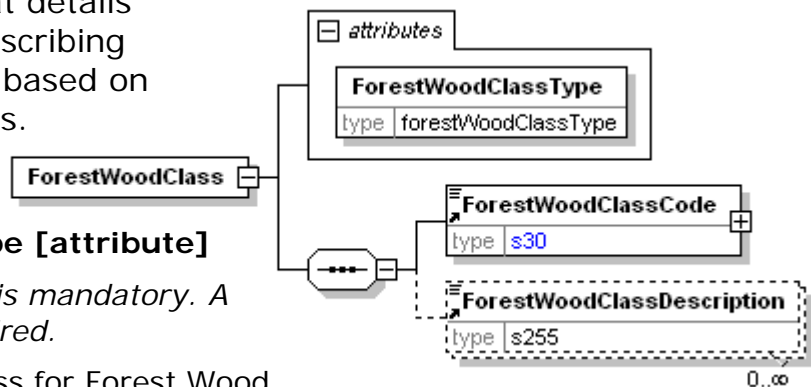 t details
scribing
based on
s.
pe [attribute]
is mandatory. A
red.
ss for Forest Wood
attributes
ForestWoodClassType
type forestWoodClassType
ForestWoodClass
ForestWoodClassCode
type s30
ForestWoodClassDescription
type s255
0..∞